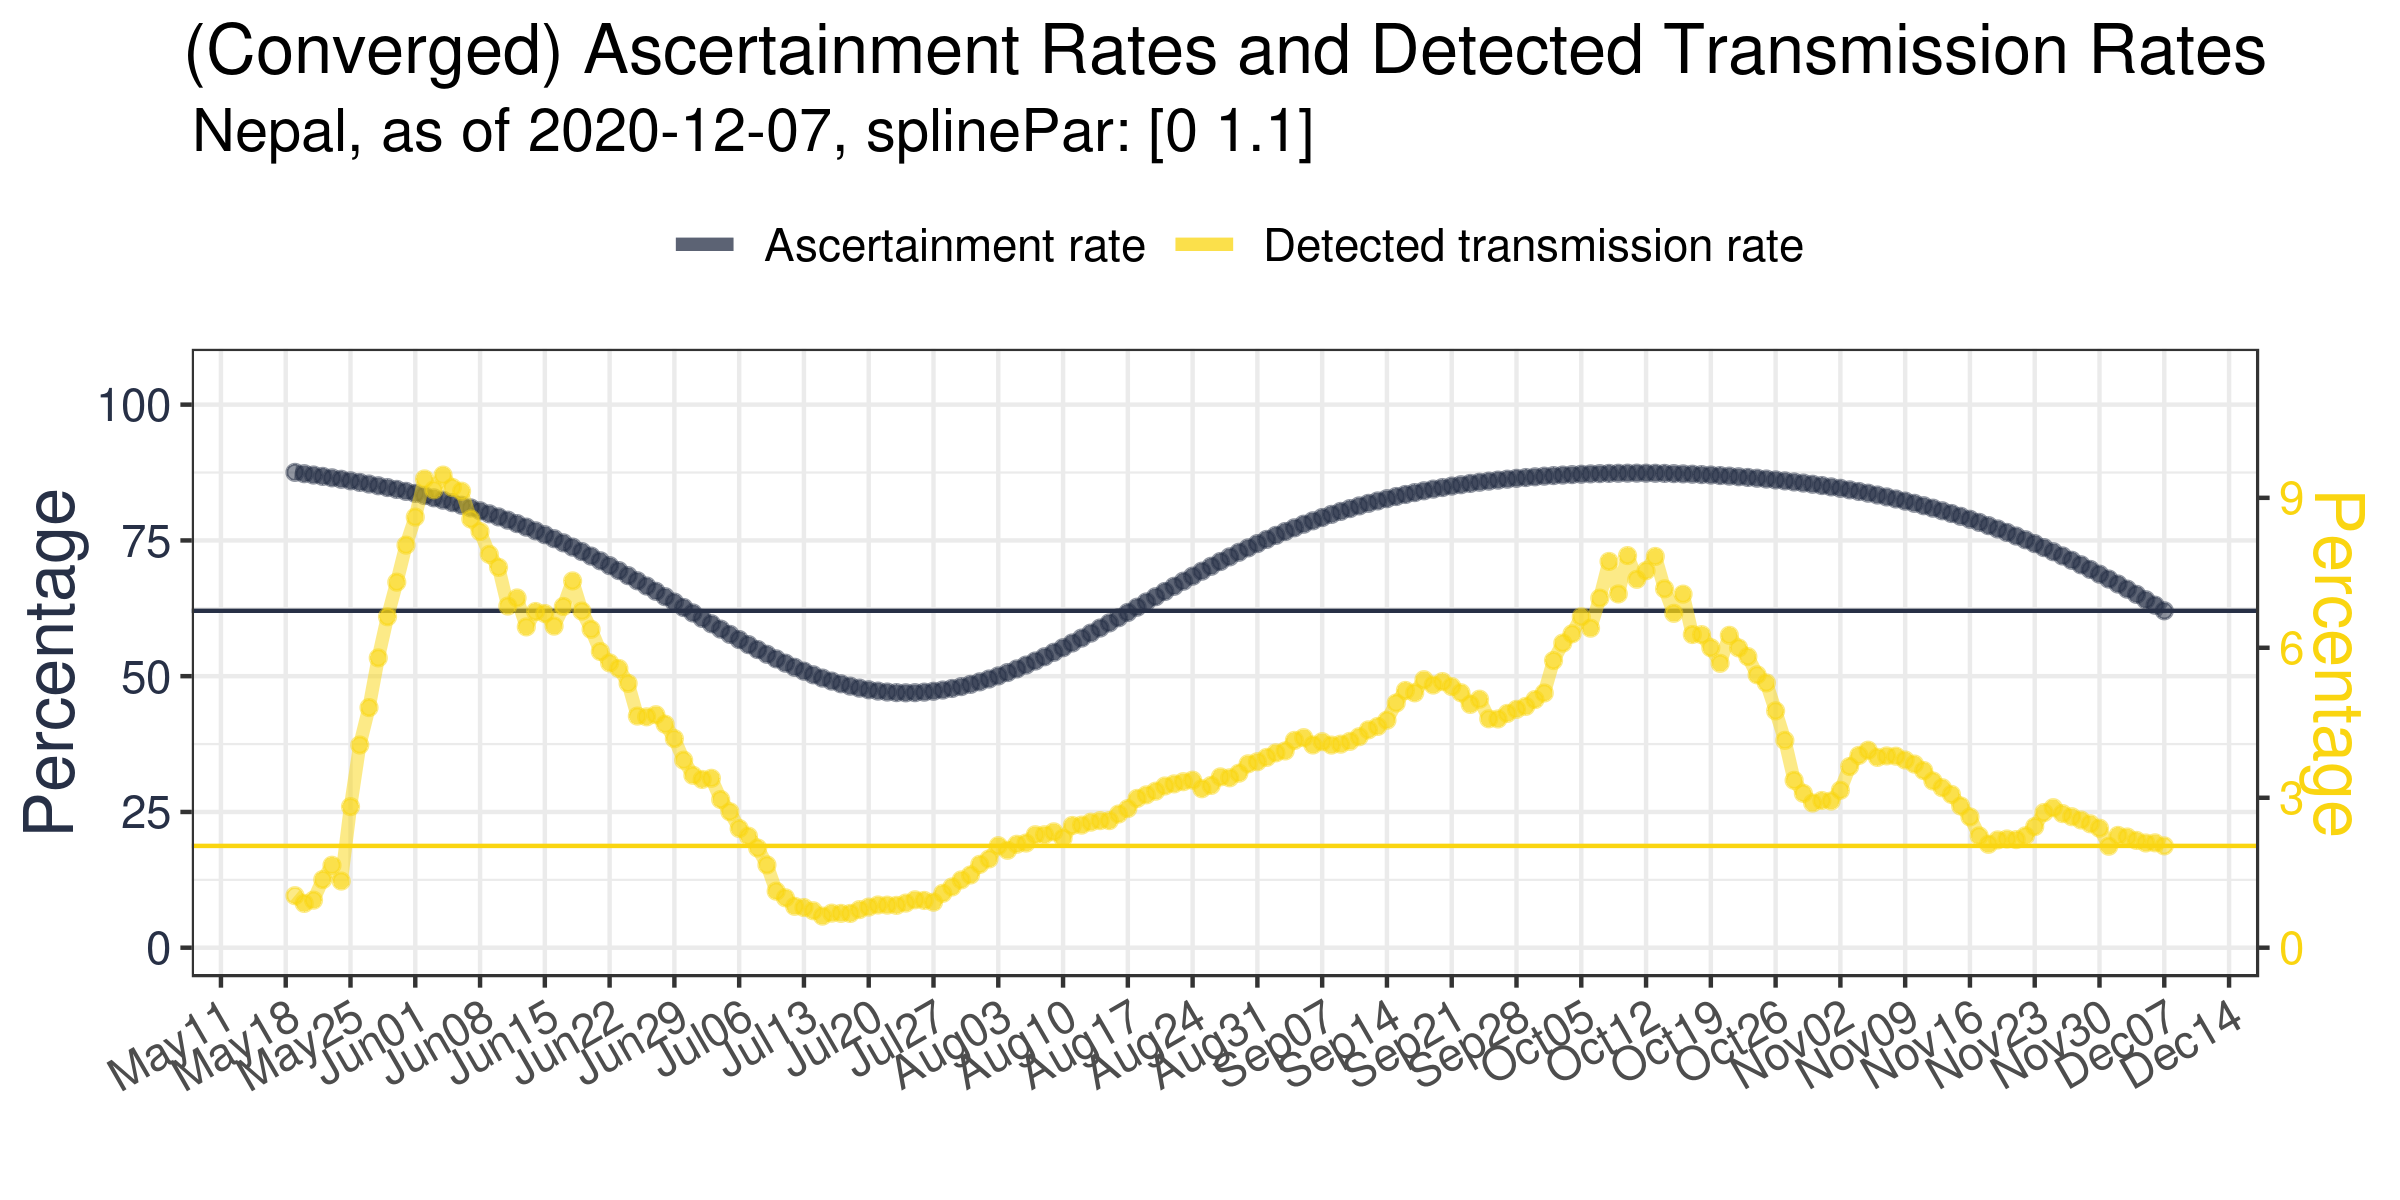 (Converged) Ascertainment Rates and Detected Transmission Rates
Nepal, as of 2020-12-07, splinePar: [0 1.1]
Ascertainment rate
Detected transmission rate
Percentage
100
75
50
25
0
9
6
3
0
Percentage
May11
May18
May25
Jun01
Jun08
Jun15
Jun22
Jun29
Jul06
Jul13
Jul20
Jul27
Aug03
Aug10
Aug17
Aug24
Aug31
Sep07
Sep14
Sep21
Sep28
Oct05
Oct12
Oct19
Oct26
Nov02
Nov09
Nov16
Nov23
Nov30
Dec07
Dec14